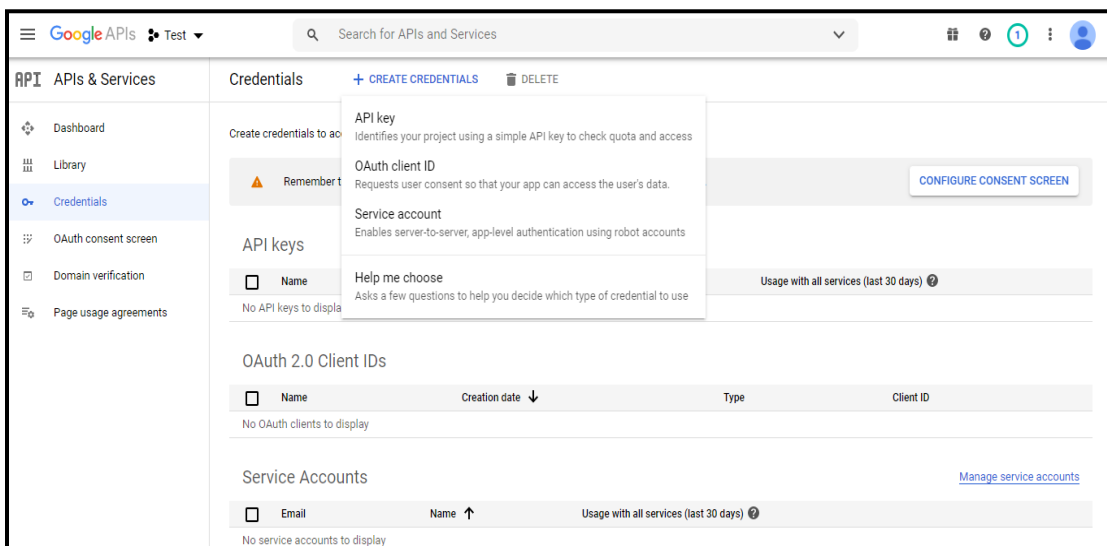 Google APIs Test Search for APIs and Services 1
API APIs & Services
Credentials + CREATE CREDENTIALS DELETE
Dashboard
Library
Credentials
OAuth consent screen
Domain verification
Page usage agreements
Create credentials to ac
API key
Identifies your project using a simple API key to check quota and access
OAuth client ID
Requests user consent so that your app can access the user's data.
Service account
Enables server-to-server, app-level authentication using robot accounts
Help me choose
Asks a few questions to help you decide which type of credential to use
Remember t
CONFIGURE CONSENT SCREEN
API keys
Name Usage with all services (last 30 days) ?
No API keys to displa
OAuth 2.0 Client IDs
Name Creation date ↓ Type Client ID
No OAuth clients to display
Service Accounts Manage service accounts
Email Name ↑ Usage with all services (last 30 days) ?
No service accounts to display